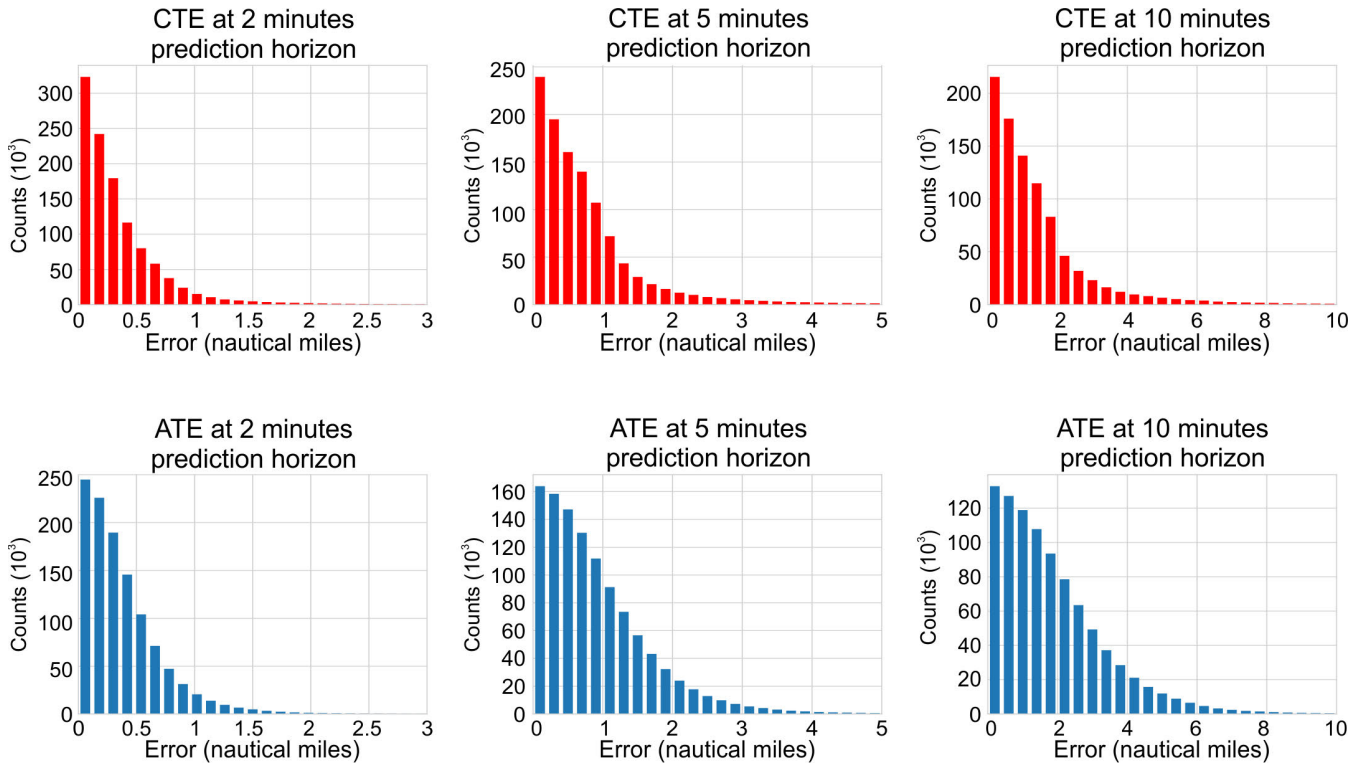 CTE at 2 minutes
prediction horizon
Counts (10³)
300
250
200
150
100
50
0
0 0.5 1 1.5 2 2.5 3
Error (nautical miles)
CTE at 5 minutes
prediction horizon
Counts (10³)
250
200
150
100
50
0
0 1 2 3 4 5
Error (nautical miles)
CTE at 10 minutes
prediction horizon
Counts (10³)
200
150
100
50
0
0 2 4 6 8 10
Error (nautical miles)
ATE at 2 minutes
prediction horizon
Counts (10³)
250
200
150
100
50
0
0 0.5 1 1.5 2 2.5 3
Error (nautical miles)
ATE at 5 minutes
prediction horizon
Counts (10³)
160
140
120
100
80
60
40
20
0
0 1 2 3 4 5
Error (nautical miles)
ATE at 10 minutes
prediction horizon
Counts (10³)
120
100
80
60
40
20
0
0 2 4 6 8 10
Error (nautical miles)